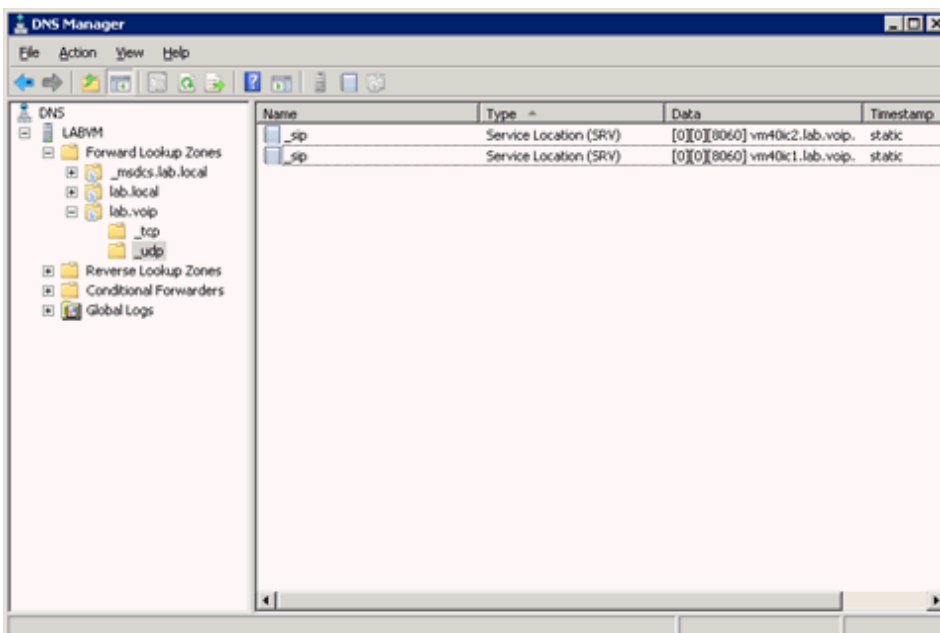 DNS Manager
File Action View Help
DNS
LABVM
Forward Lookup Zones
_msdcs.lab.local
lab.local
lab.voip
_tcp
_udp
Reverse Lookup Zones
Conditional Forwarders
Global Logs
Name Type Data Timestamp
_sip Service Location (SRV) [0][0][8060] vm40ic2.lab.voip. static
_sip Service Location (SRV) [0][0][8060] vm40ic1.lab.voip. static